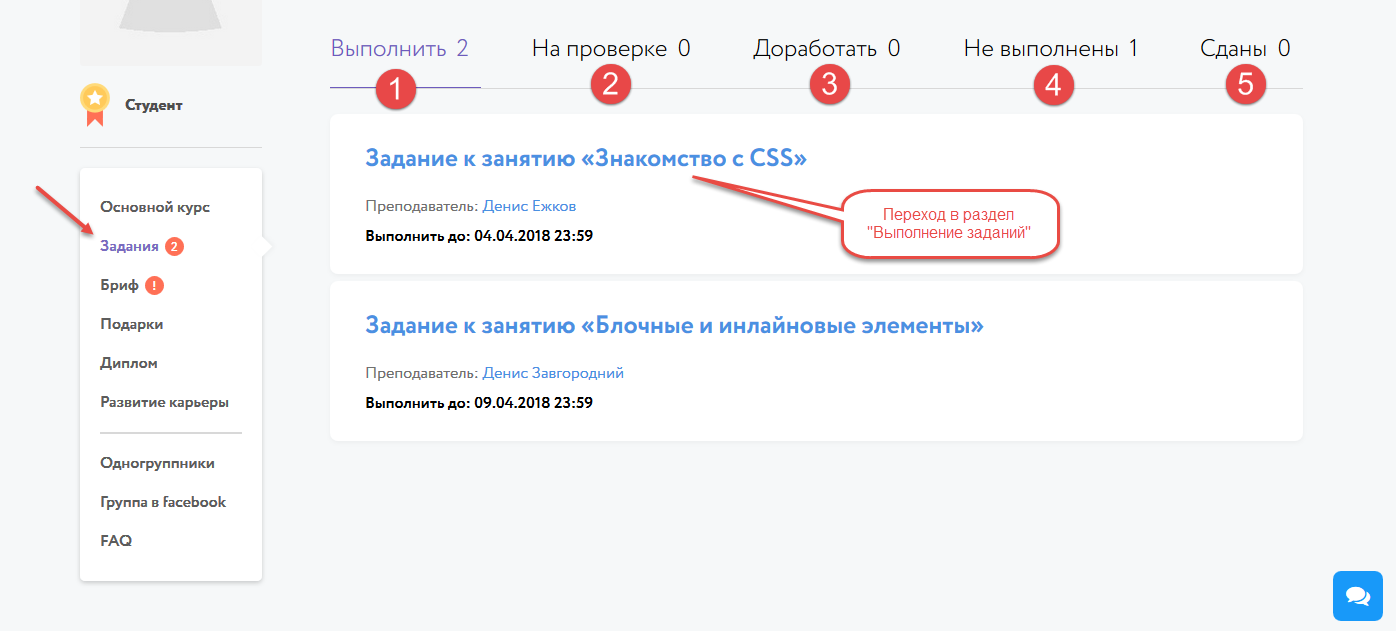 Выполнить 2
На проверке 0
Доработать 0
Не выполнены 1
Сданы 0
1
2
3
4
5
Студент
Основной курс
Задания 2
Бриф !
Подарки
Диплом
Развитие карьеры
Одногруппники
Группа в facebook
FAQ
Задание к занятию «Знакомство с CSS»
Преподаватель: Денис Ежков
Выполнить до: 04.04.2018 23:59
Переход в раздел
"Выполнение заданий"
Задание к занятию «Блочные и инлайновые элементы»
Преподаватель: Денис Завгородний
Выполнить до: 09.04.2018 23:59